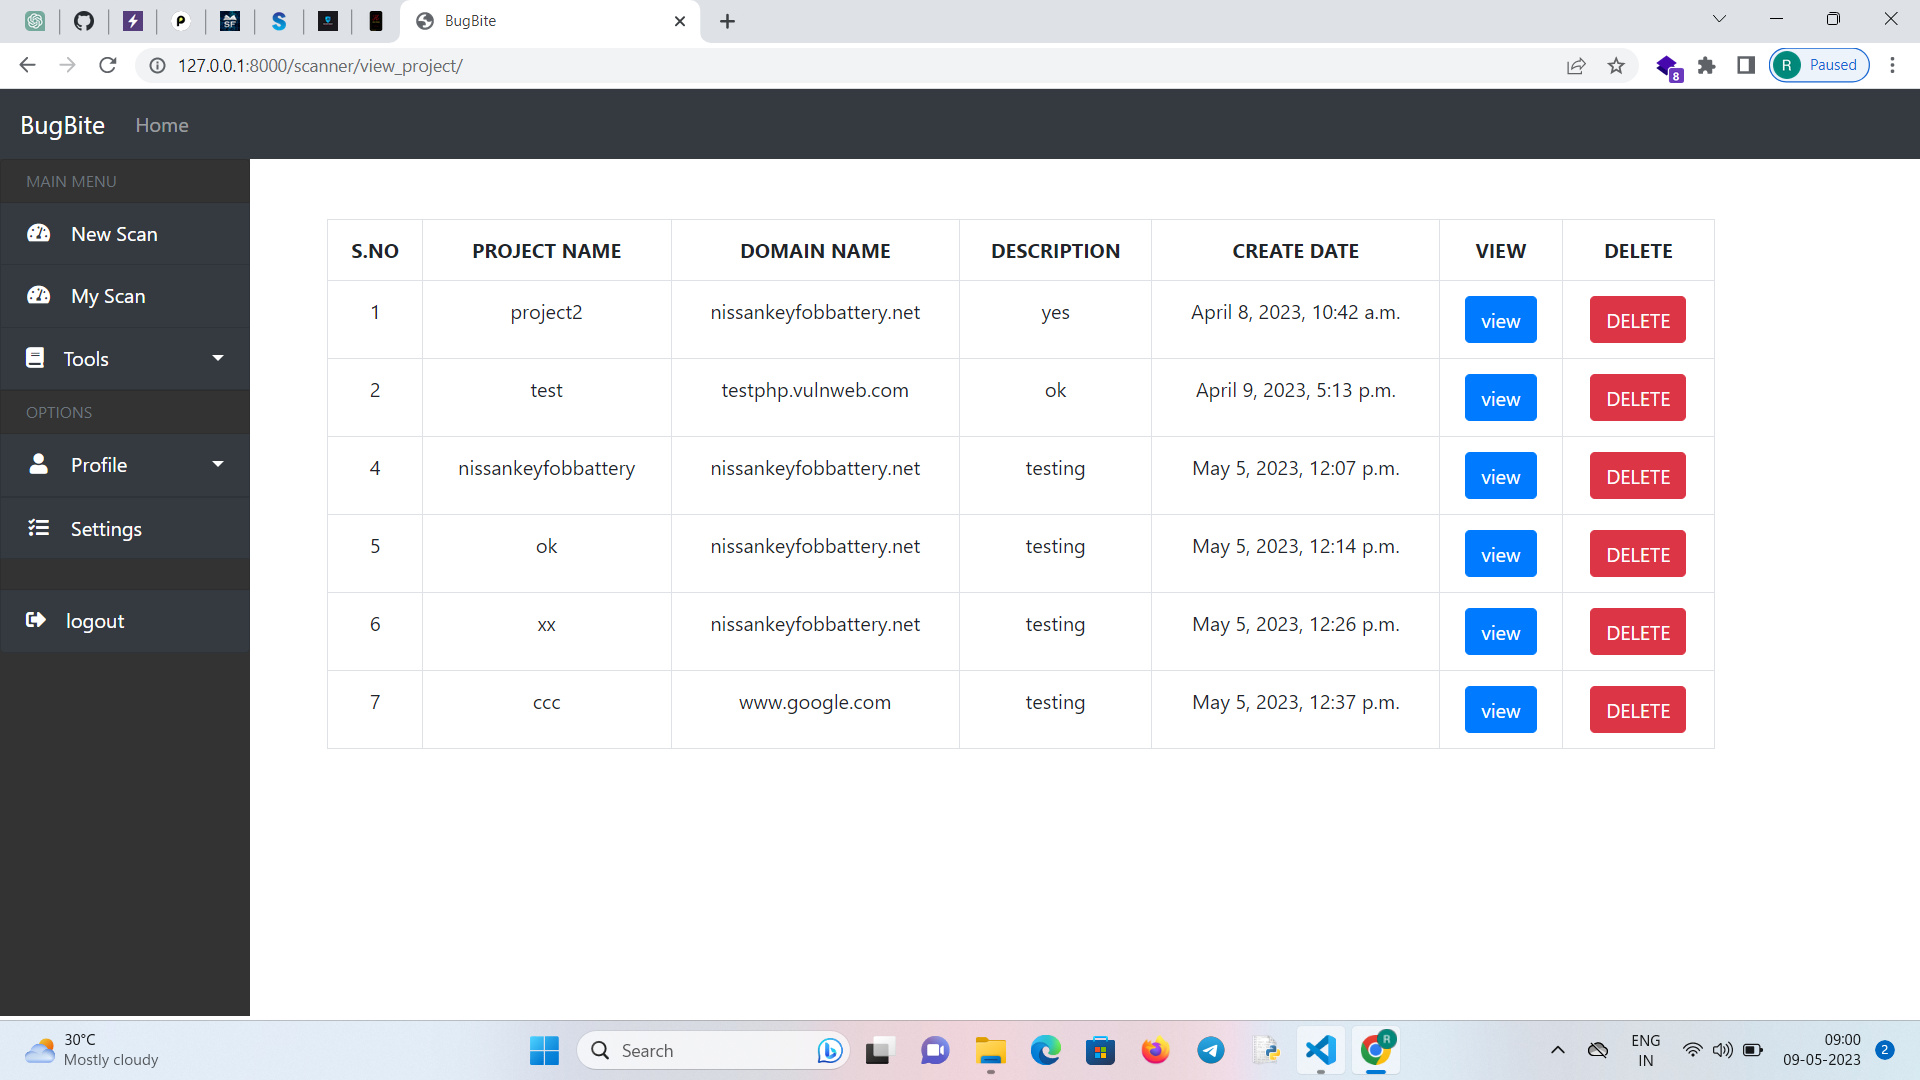 BugBite
127.0.0.1:8000/scanner/view_project/
8
R Paused
BugBite Home
MAIN MENU
New Scan
My Scan
Tools
OPTIONS
Profile
Settings
logout
S.NO PROJECT NAME DOMAIN NAME DESCRIPTION CREATE DATE VIEW DELETE
1 project2 nissankeyfobbattery.net yes April 8, 2023, 10:42 a.m. view DELETE
2 test testphp.vulnweb.com ok April 9, 2023, 5:13 p.m. view DELETE
4 nissankeyfobbattery nissankeyfobbattery.net testing May 5, 2023, 12:07 p.m. view DELETE
5 ok nissankeyfobbattery.net testing May 5, 2023, 12:14 p.m. view DELETE
6 xx nissankeyfobbattery.net testing May 5, 2023, 12:26 p.m. view DELETE
7 ccc www.google.com testing May 5, 2023, 12:37 p.m. view DELETE
30°C
Mostly cloudy
Search
R
ENG
IN
09:00
09-05-2023
2